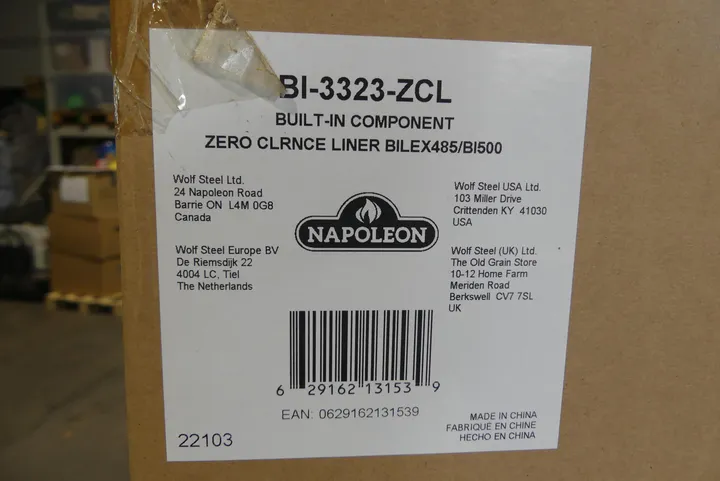 BI-3323-ZCL
BUILT-IN COMPONENT
ZERO CLRNCE LINER BILEX485/BI500
Wolf Steel Ltd.
24 Napoleon Road
Barrie ON L4M 0G8
Canada
Wolf Steel USA Ltd.
103 Miller Drive
Crittenden KY 41030
USA
NAPOLEON
Wolf Steel Europe BV
De Riemsdijk 22
4004 LC, Tiel
The Netherlands
Wolf Steel (UK) Ltd.
The Old Grain Store
10-12 Home Farm
Meriden Road
Berkswell CV7 7SL
UK
6 29162 13153 9
EAN: 0629162131539
22103
MADE IN CHINA
FABRIQUÉ EN CHINE
HECHO EN CHINA